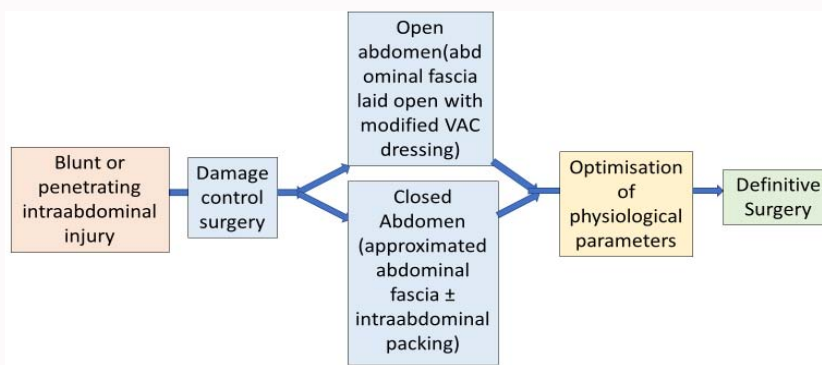 Blunt or
penetrating
intraabdominal
injury
Damage
control
surgery
Open
abdomen(abd
ominal fascia
laid open with
modified VAC
dressing)
Closed
Abdomen
(approximated
abdominal
fascia ±
intraabdominal
packing)
Optimisation
of
physiological
parameters
Definitive
Surgery